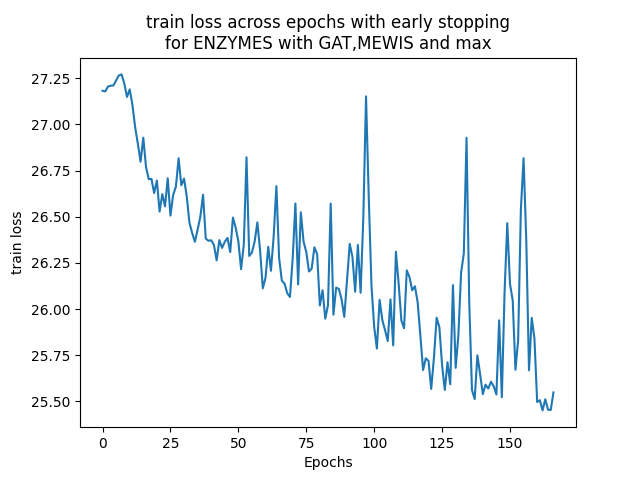 train loss across epochs with early stopping
for ENZYMES with GAT,MEWIS and max
27.25
27.00
26.75
26.50
26.25
26.00
25.75
25.50
train loss
0 25 50 75 100 125 150
Epochs